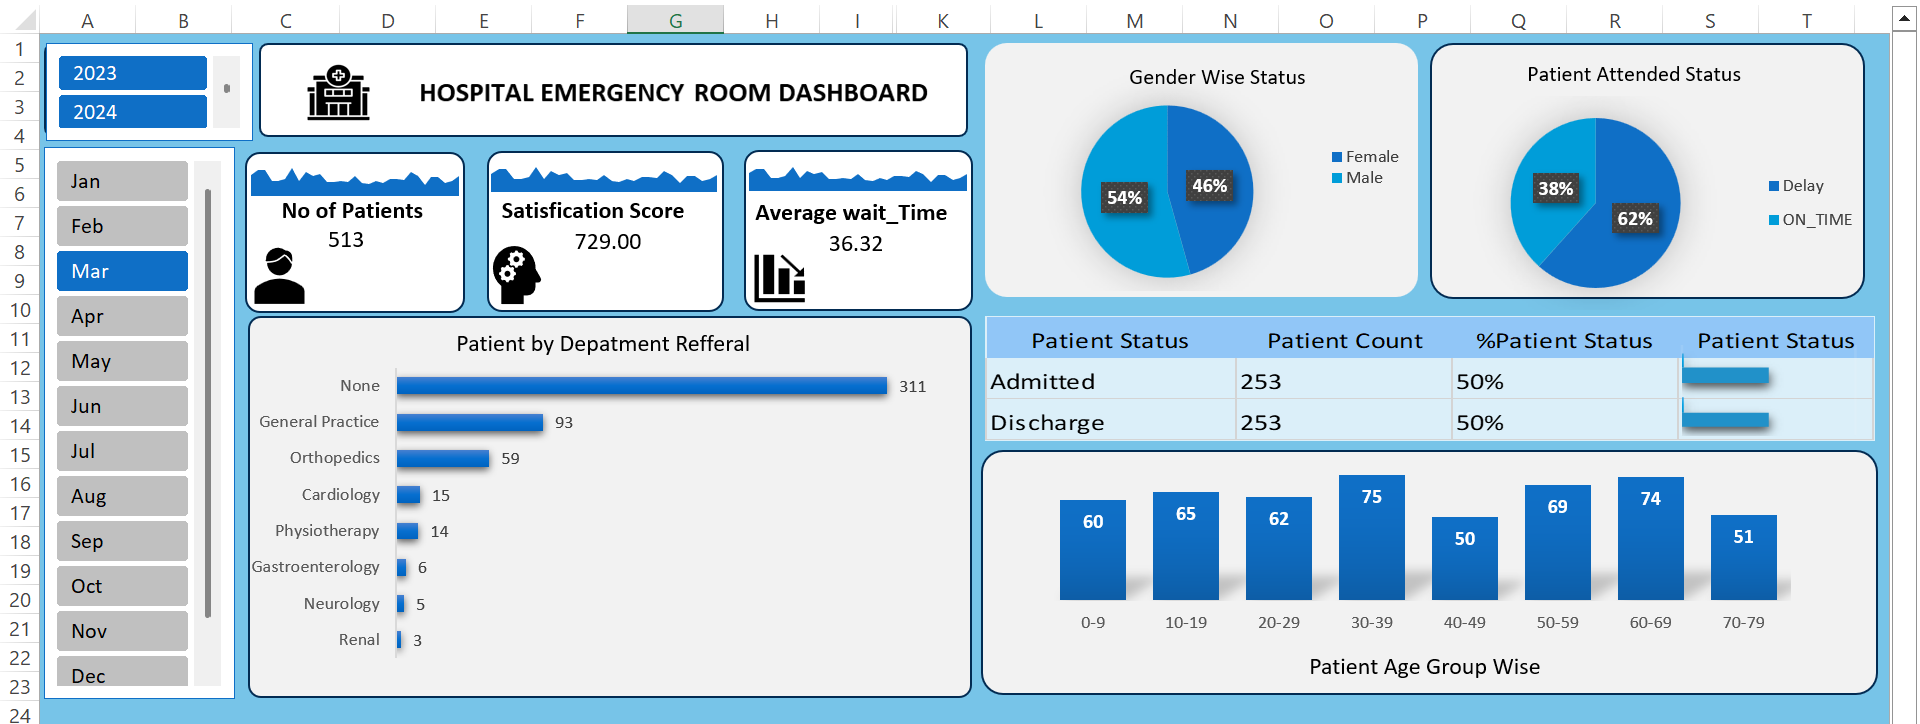 A B C D E F G H I K L M N O P Q R S T
1
2
3
4
5
6
7
8
9
10
11
12
13
14
15
16
17
18
19
20
21
22
23
24
2023
2024
Jan
Feb
Mar
Apr
May
Jun
Jul
Aug
Sep
Oct
Nov
Dec
HOSPITAL EMERGENCY ROOM DASHBOARD
No of Patients
513
Satisfication Score
729.00
Average wait_Time
36.32
Gender Wise Status
54%
46%
Female
Male
Patient Attended Status
38%
62%
Delay
ON_TIME
Patient by Depatment Refferal
None 311
General Practice 93
Orthopedics 59
Cardiology 15
Physiotherapy 14
Gastroenterology 6
Neurology 5
Renal 3
Patient Status Patient Count %Patient Status Patient Status
Admitted 253 50%
Discharge 253 50%
60 65 62 75 50 69 74 51
0-9 10-19 20-29 30-39 40-49 50-59 60-69 70-79
Patient Age Group Wise